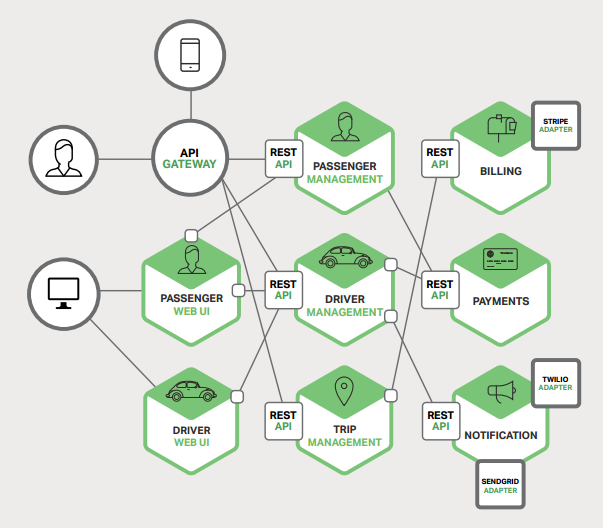 STRIPE
ADAPTER
API
GATEWAY
REST
API
PASSENGER
MANAGEMENT
REST
API
BILLING
PASSENGER
WEB UI
REST
API
DRIVER
MANAGEMENT
REST
API
PAYMENTS
DRIVER
WEB UI
REST
API
TRIP
MANAGEMENT
REST
API
NOTIFICATION
TWILIO
ADAPTER
SENDGRID
ADAPTER